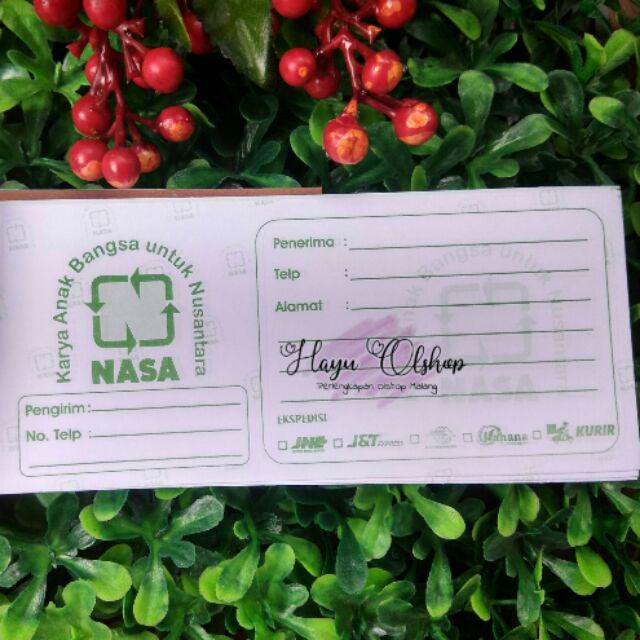 Karya Anak Bangsa untuk Nusantara
NASA
Pengirim :
No. Telp :
Penerima :
Telp :
Alamat :
Hayu Olshop
Perlengkapan olstop Malang
EKSPEDISI
JNE
J&T
Wahana
KURIR